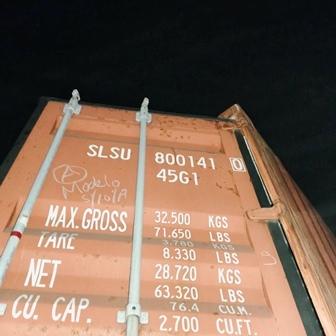 SLSU 800141 0
45G1
A
Modelo
MAX.GROSS 32.500 KGS
71.650 LBS
TARE 3.780 KGS
8.330 LBS
NET 28.720 KGS
63.320 LBS
CU. CAP. 76.4 CU.M.
2.700 CU.FT.